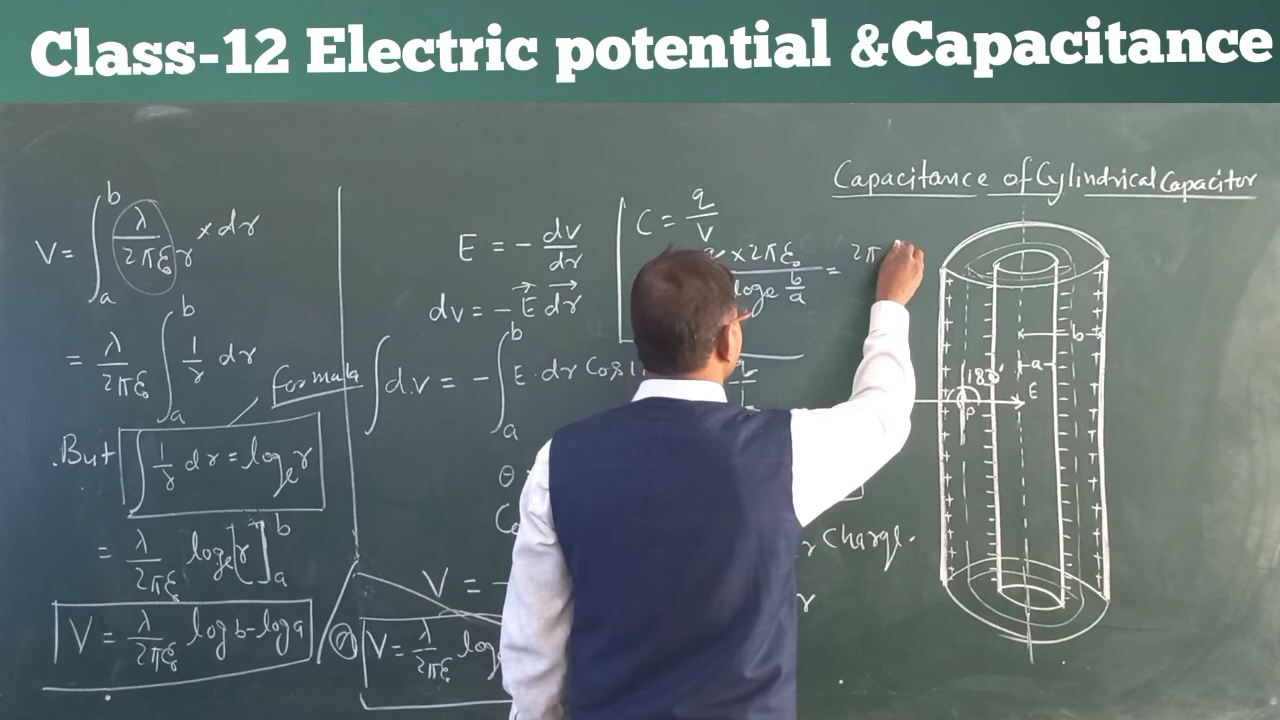 Class-12 Electric potential &Capacitance
Capacitance of Cylindrical Capacitor
V = ∫ₐᵇ λ/2πε₀r × dr
= λ/2πε₀ ∫ₐᵇ 1/r dr
formula
But ∫ 1/r dr = logₑ r
= λ/2πε₀ logₑ[r]ₐᵇ
V = λ/2πε₀ log b - log a
E = - dv/dr
dv = - E⃗ dr⃗
∫ d.v = - ∫ₐᵇ E . dr Cos
θ
V = -
V = λ/2πε₀ log
C = q/v
× 2πε₀ / logₑ b/a = 2π
charge.
b
a
180°
E
P